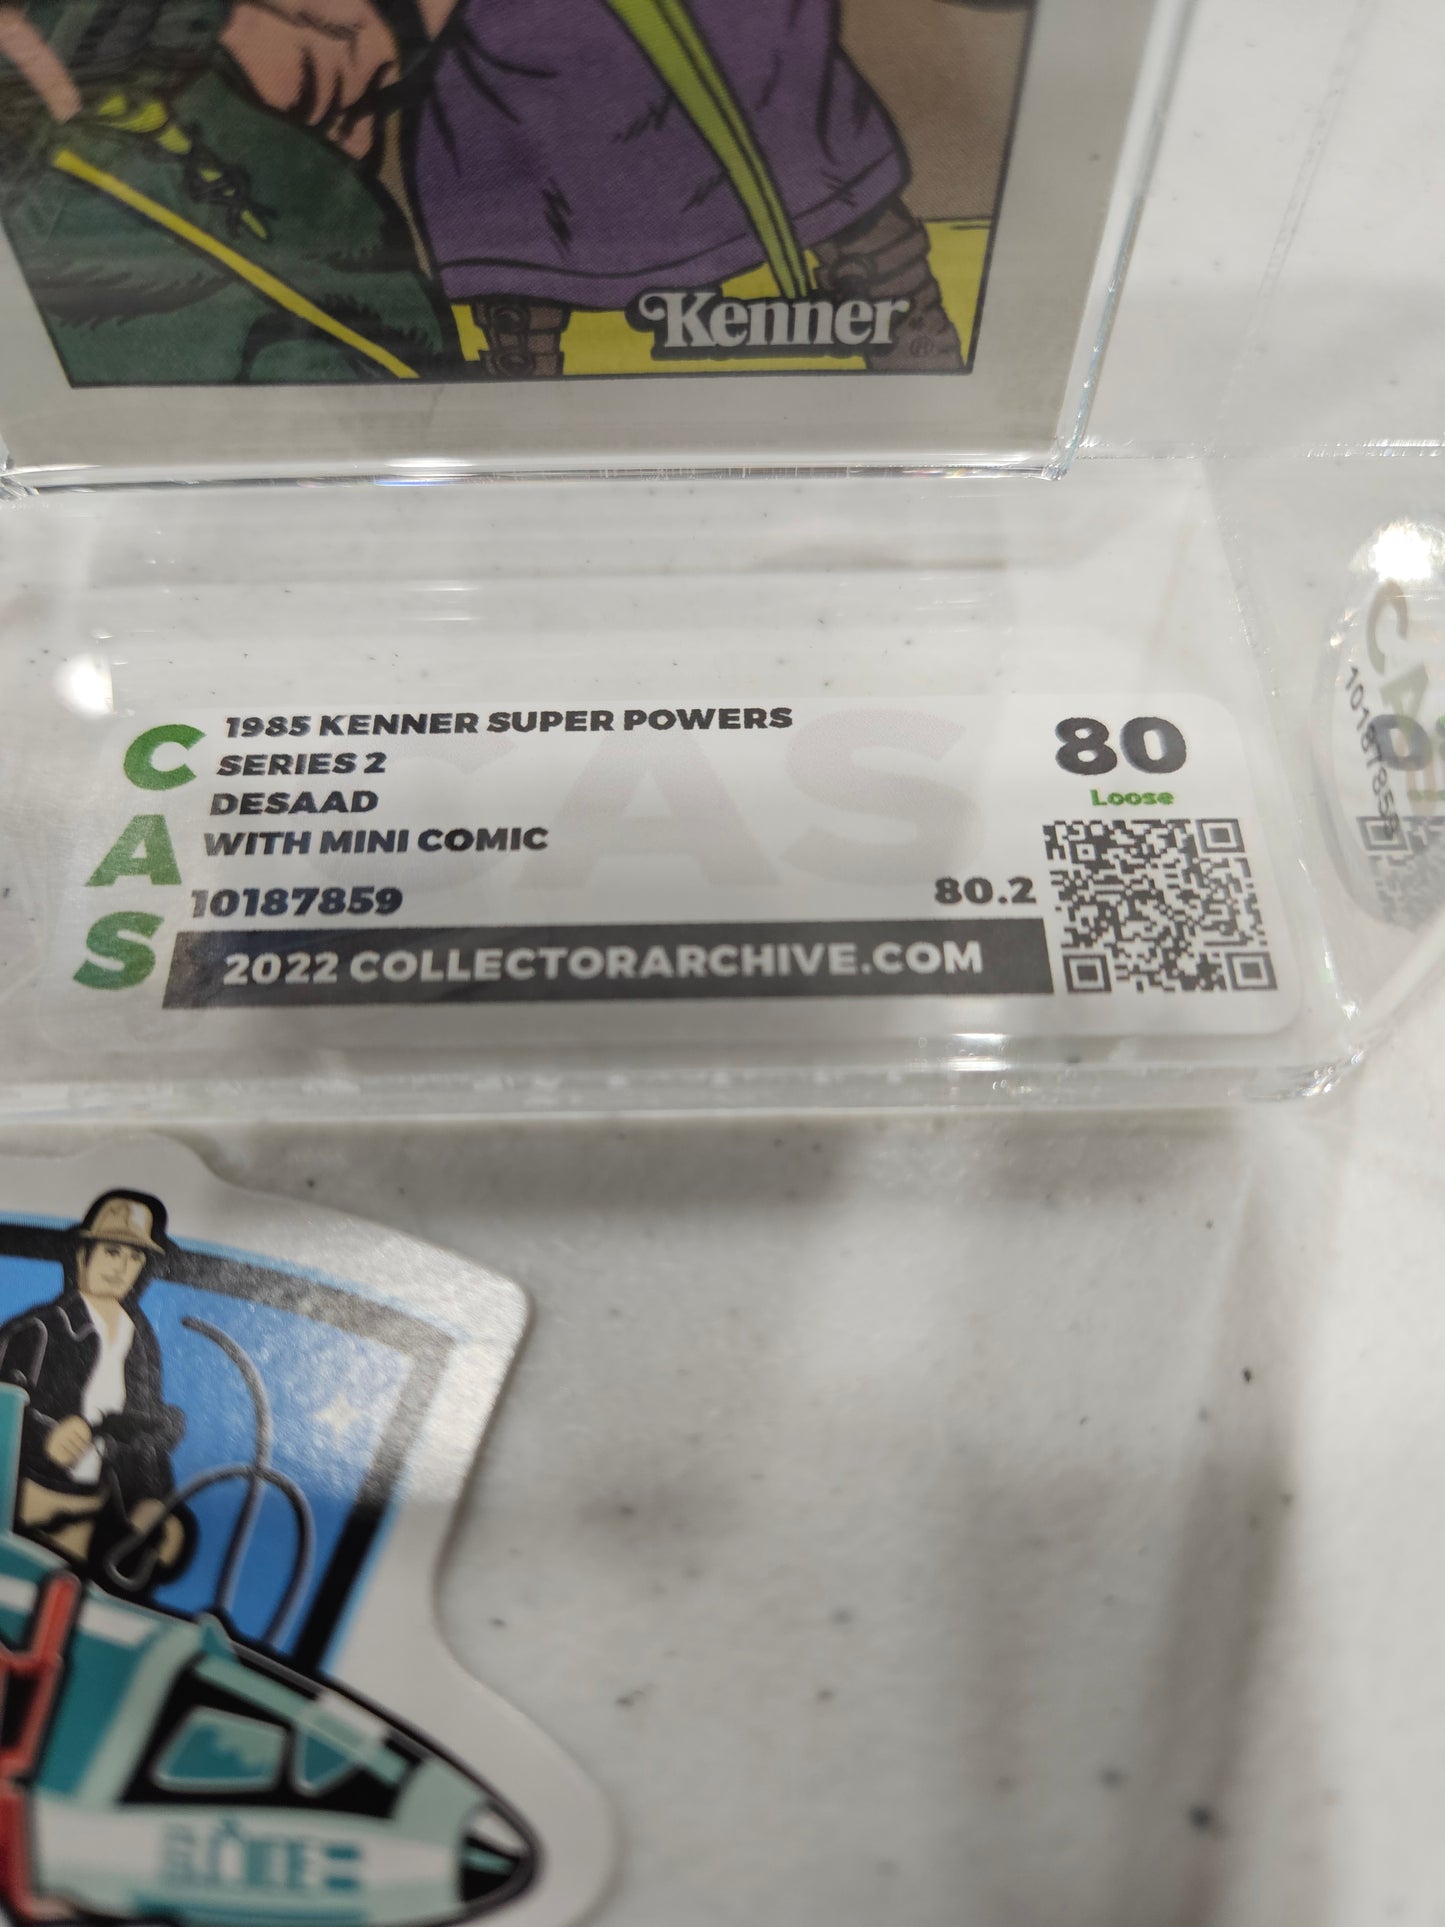 Kenner
®
CAS
1985 KENNER SUPER POWERS
SERIES 2
DESAAD
WITH MINI COMIC
10187859
80
Loose
80.2
2022 COLLECTORARCHIVE.COM
CAS